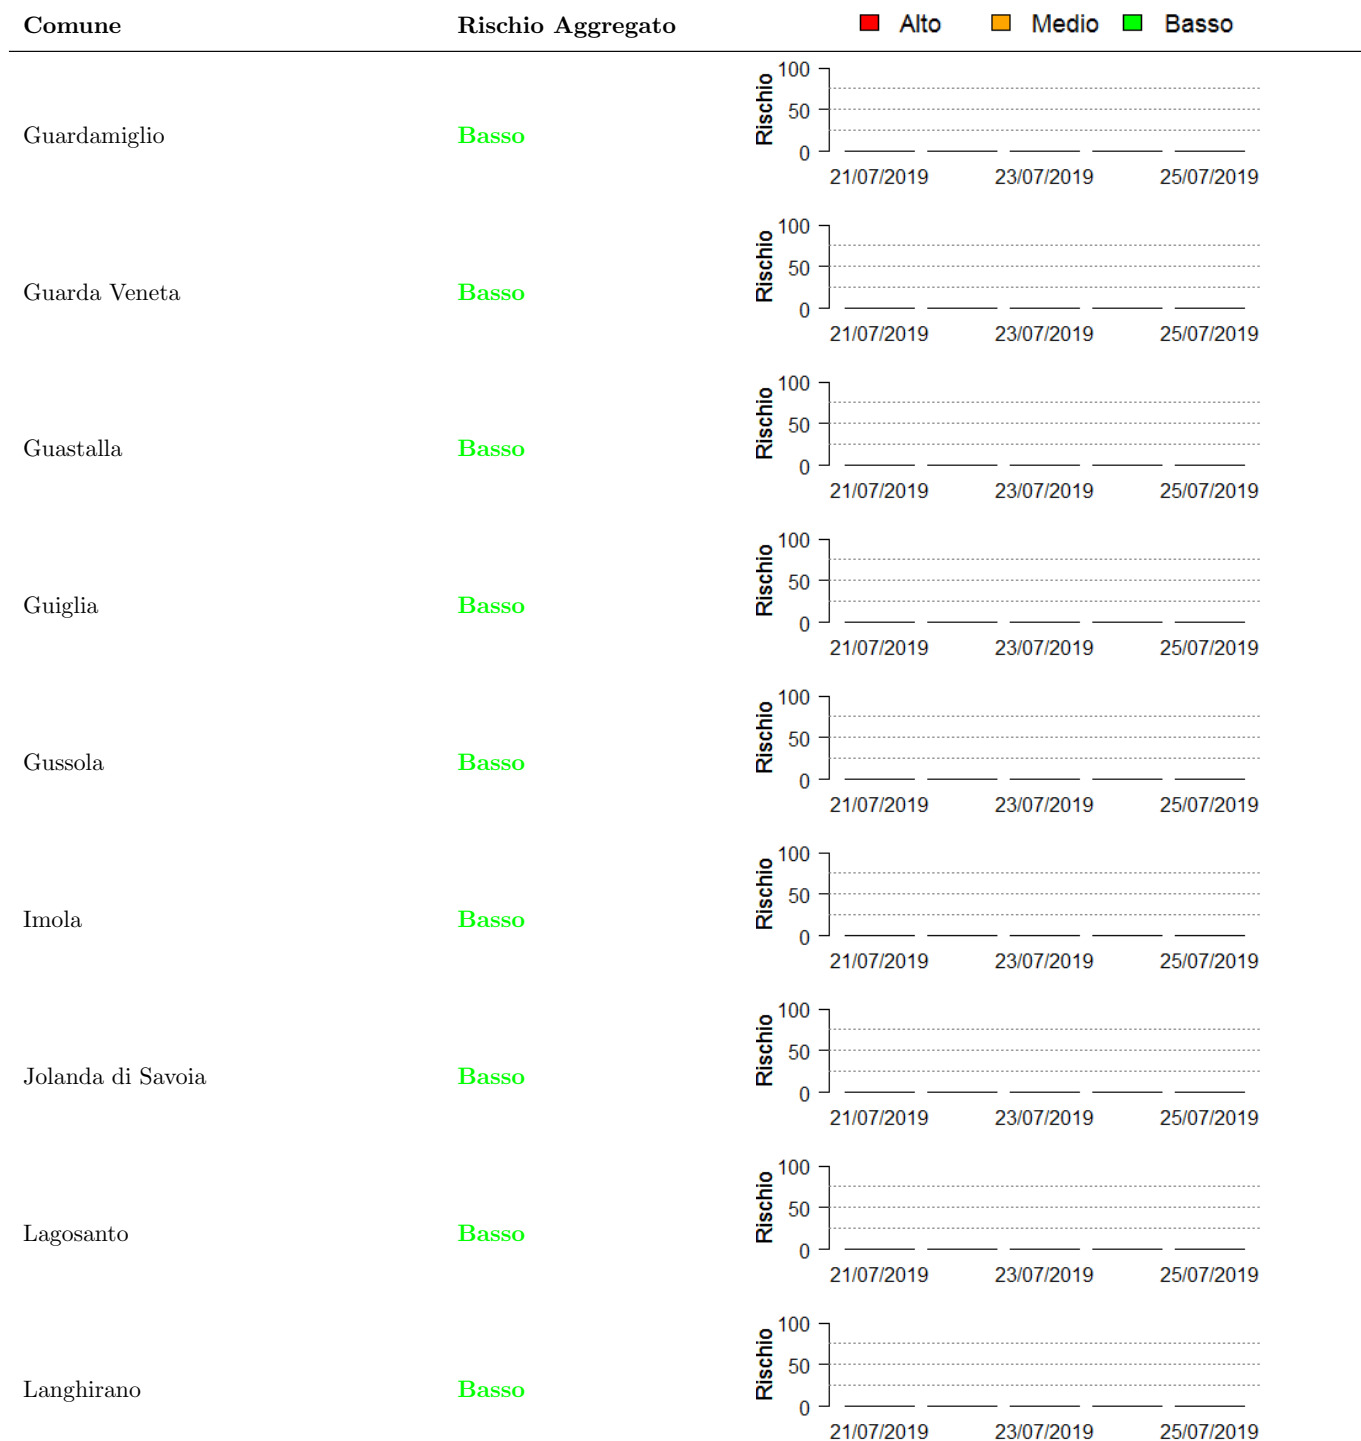 Comune Rischio Aggregato Alto Medio Basso
100
50
0
Rischio
Guardamiglio Basso
21/07/2019 23/07/2019 25/07/2019
100
50
0
Rischio
Guarda Veneta Basso
21/07/2019 23/07/2019 25/07/2019
100
50
0
Rischio
Guastalla Basso
21/07/2019 23/07/2019 25/07/2019
100
50
0
Rischio
Guiglia Basso
21/07/2019 23/07/2019 25/07/2019
100
50
0
Rischio
Gussola Basso
21/07/2019 23/07/2019 25/07/2019
100
50
0
Rischio
Imola Basso
21/07/2019 23/07/2019 25/07/2019
100
50
0
Rischio
Jolanda di Savoia Basso
21/07/2019 23/07/2019 25/07/2019
100
50
0
Rischio
Lagosanto Basso
21/07/2019 23/07/2019 25/07/2019
100
50
0
Rischio
Langhirano Basso
21/07/2019 23/07/2019 25/07/2019